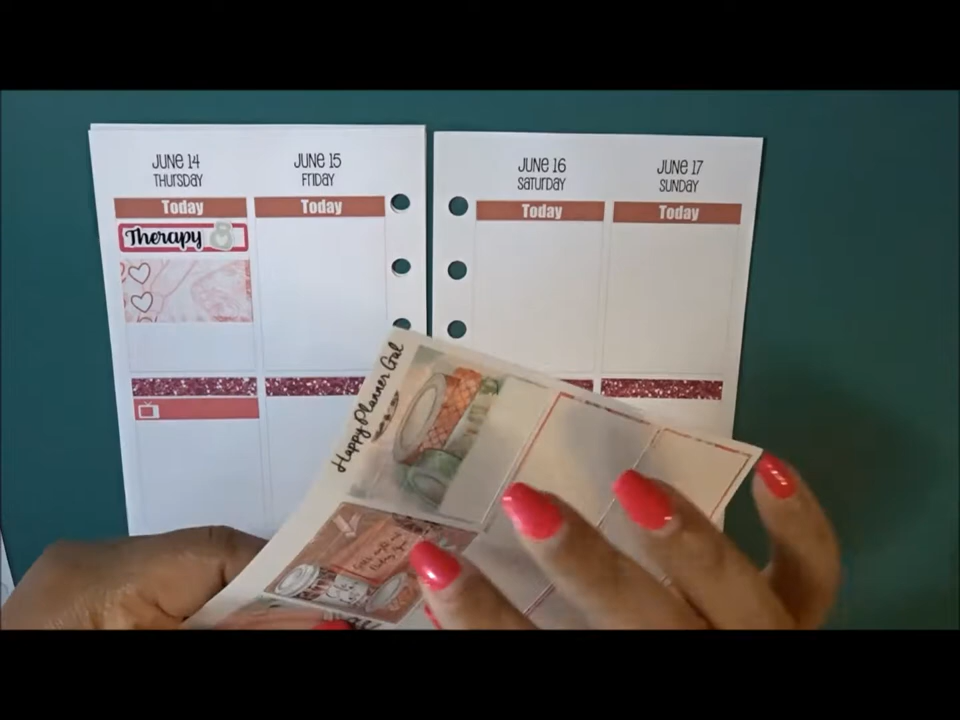 JUNE 14
THURSDAY
JUNE 15
FRIDAY
JUNE 16
SATURDAY
JUNE 17
SUNDAY
Today
Today
Today
Today
Therapy
Happy Planner Gal